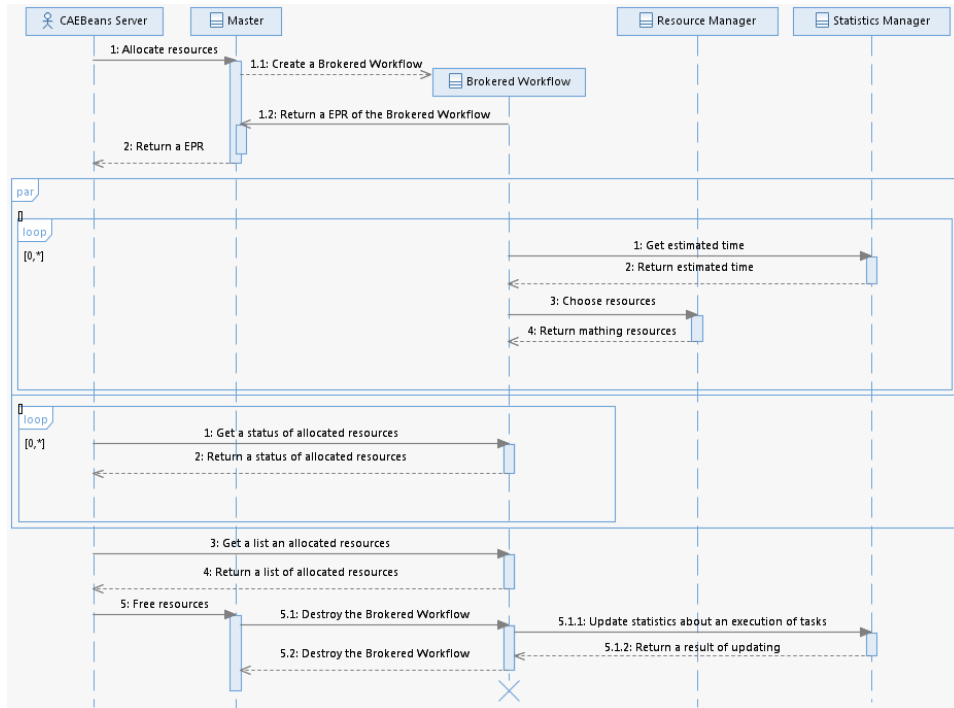 CAEBeans Server
Master
Resource Manager
Statistics Manager
1: Allocate resources
1.1: Create a Brokered Workflow
Brokered Workflow
1.2: Return a EPR of the Brokered Workflow
2: Return a EPR
par
[]
loop
[0,*]
1: Get estimated time
2: Return estimated time
3: Choose resources
4: Return mathing resources
[]
loop
[0,*]
1: Get a status of allocated resources
2: Return a status of allocated resources
3: Get a list an allocated resources
4: Return a list of allocated resources
5: Free resources
5.1: Destroy the Brokered Workflow
5.1.1: Update statistics about an execution of tasks
5.2: Destroy the Brokered Workflow
5.1.2: Return a result of updating